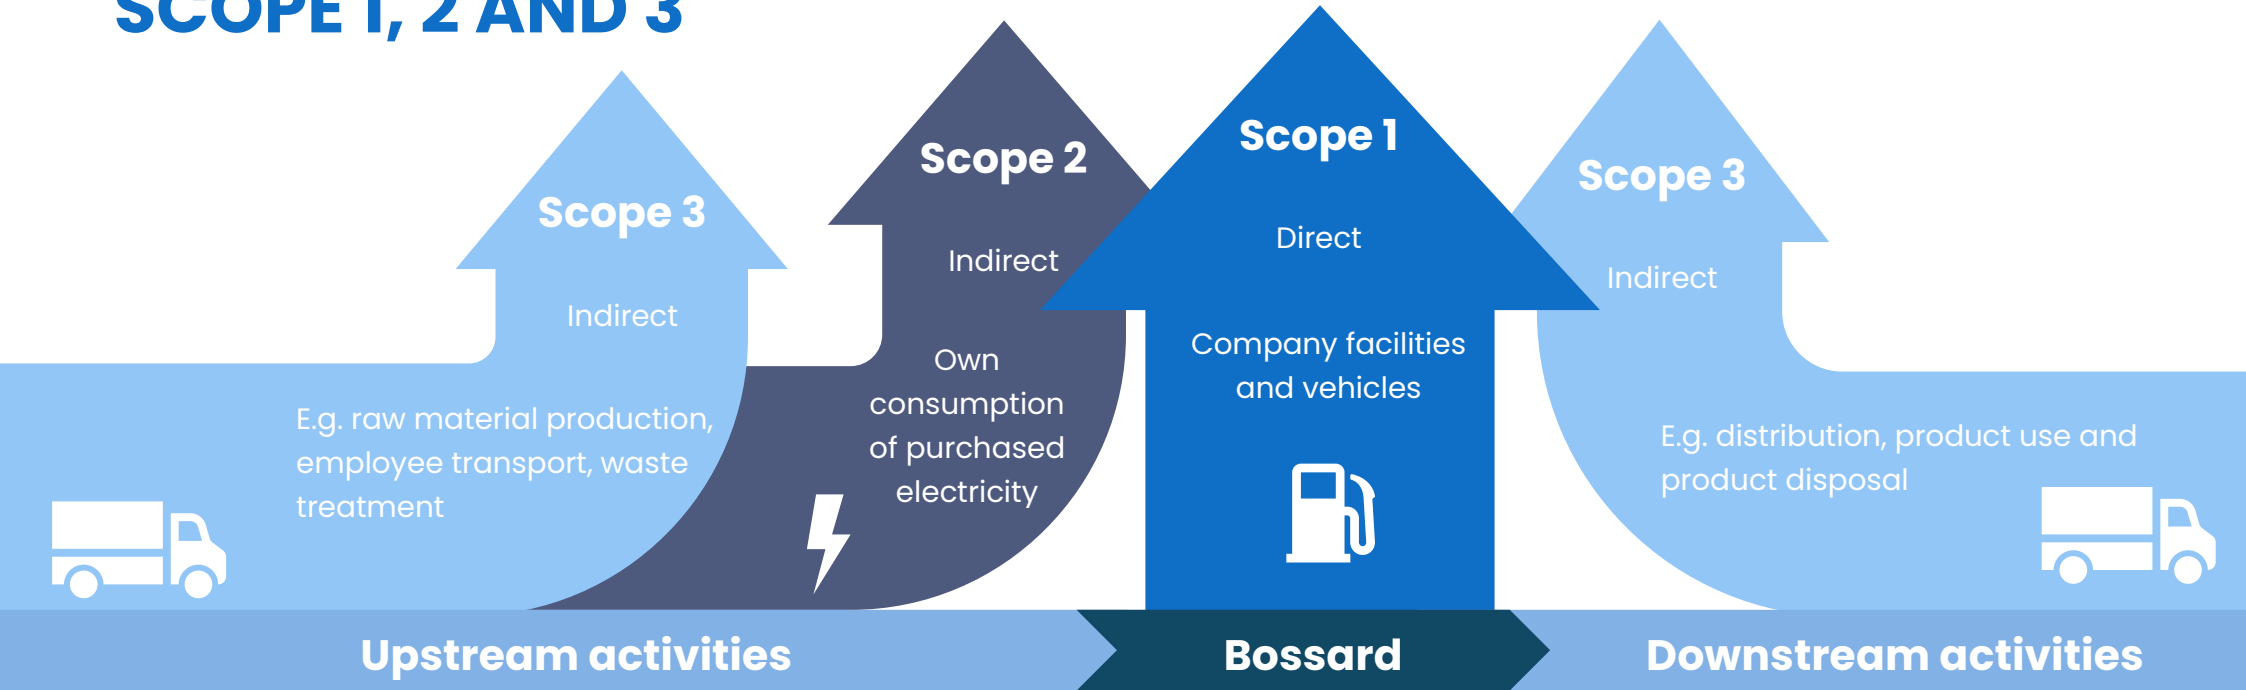 SCOPE 1, 2 AND 3
Scope 3
Indirect
E.g. raw material production,
employee transport, waste
treatment
Scope 2
Indirect
Own
consumption
of purchased
electricity
Scope 1
Direct
Company facilities
and vehicles
Scope 3
Indirect
E.g. distribution, product use and
product disposal
Upstream activities
Bossard
Downstream activities